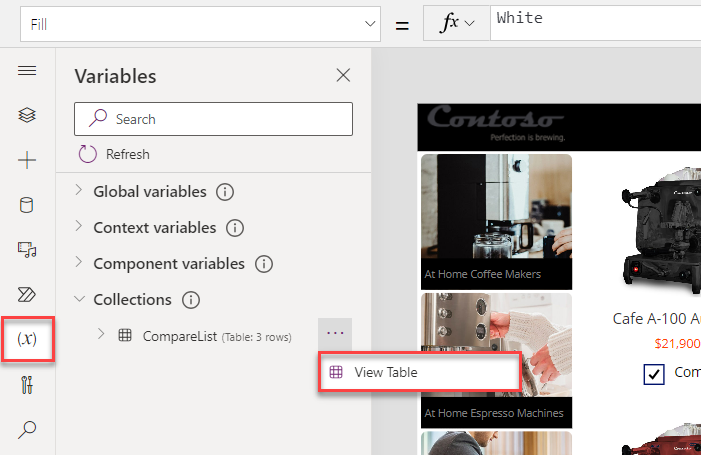 Fill
=
fx
White
Variables
Search
Refresh
Global variables
Context variables
Component variables
Collections
CompareList (Table: 3 rows)
...
View Table
(x)
Contoso
Perfection is brewing.
At Home Coffee Makers
At Home Espresso Machines
Cafe A-100 A
$21,900
Com